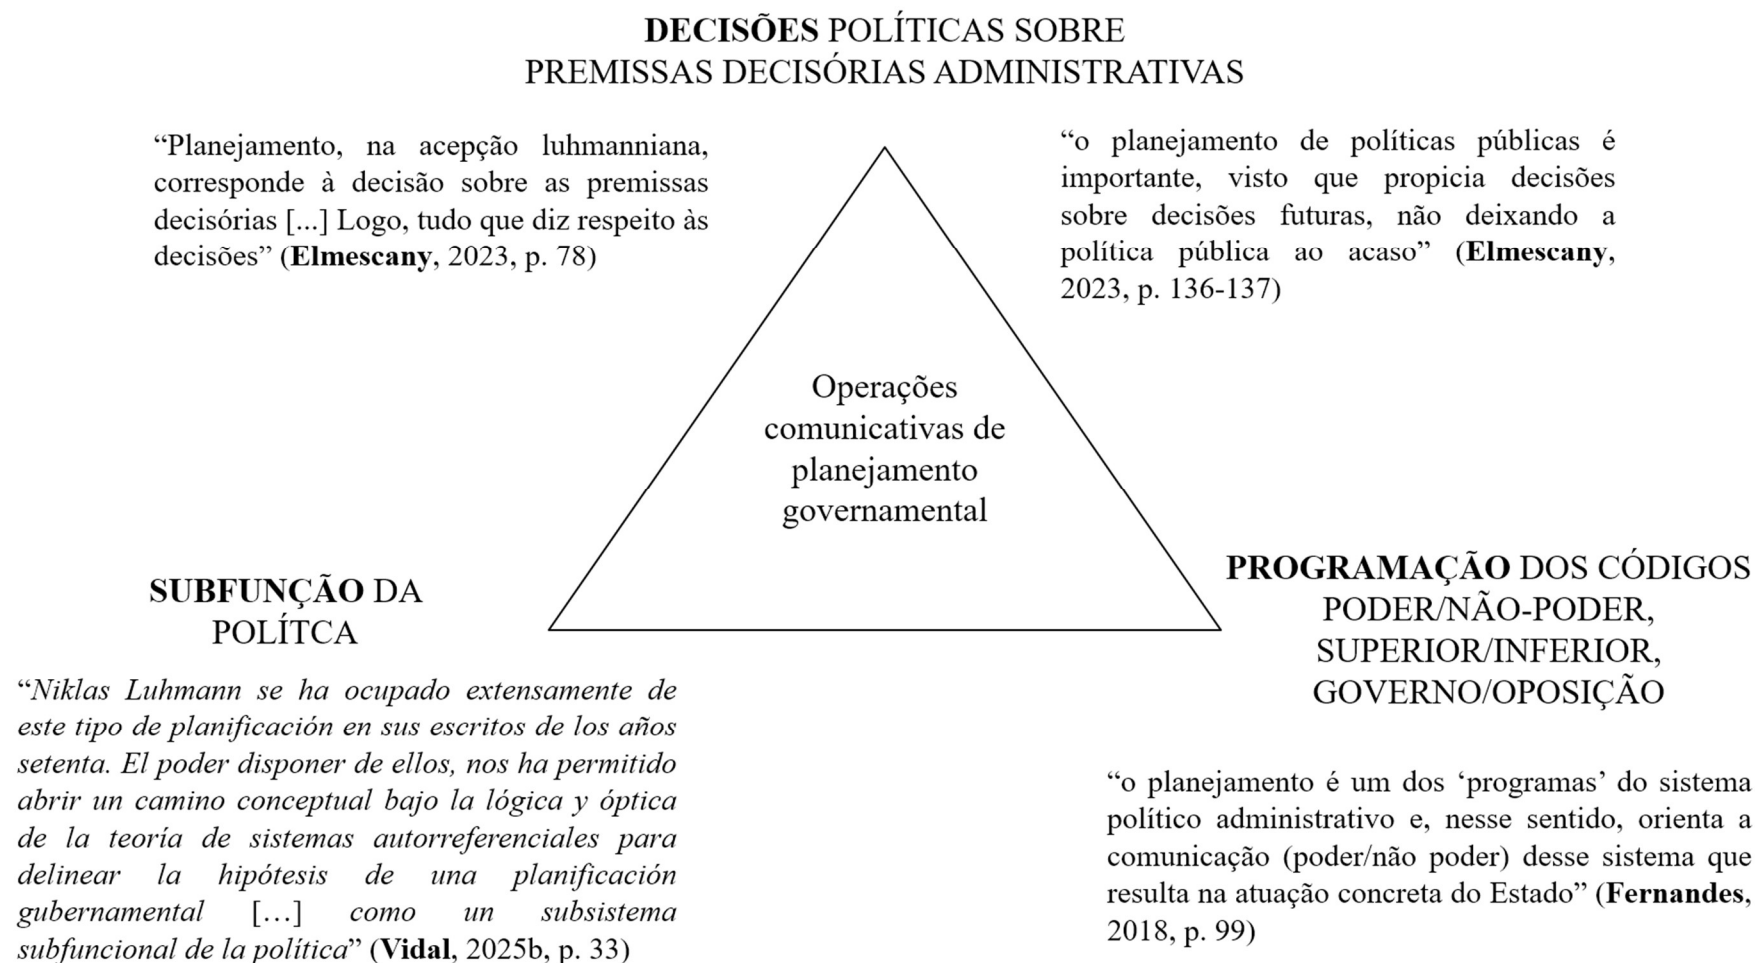 DECISÕES POLÍTICAS SOBRE
PREMISSAS DECISÓRIAS ADMINISTRATIVAS
“Planejamento, na acepção luhmanniana,
corresponde à decisão sobre as premissas
decisórias [...] Logo, tudo que diz respeito às
decisões” (Elmescany, 2023, p. 78)
“o planejamento de políticas públicas é
importante, visto que propicia decisões
sobre decisões futuras, não deixando a
política pública ao acaso” (Elmescany,
2023, p. 136-137)
Operações
comunicativas de
planejamento
governamental
SUBFUNÇÃO DA
POLÍTCA
“Niklas Luhmann se ha ocupado extensamente de
este tipo de planificación en sus escritos de los años
setenta. El poder disponer de ellos, nos ha permitido
abrir un camino conceptual bajo la lógica y óptica
de la teoría de sistemas autorreferenciales para
delinear la hipótesis de una planificación
gubernamental […] como un subsistema
subfuncional de la política” (Vidal, 2025b, p. 33)
PROGRAMAÇÃO DOS CÓDIGOS
PODER/NÃO-PODER,
SUPERIOR/INFERIOR,
GOVERNO/OPOSIÇÃO
“o planejamento é um dos ‘programas’ do sistema
político administrativo e, nesse sentido, orienta a
comunicação (poder/não poder) desse sistema que
resulta na atuação concreta do Estado” (Fernandes,
2018, p. 99)